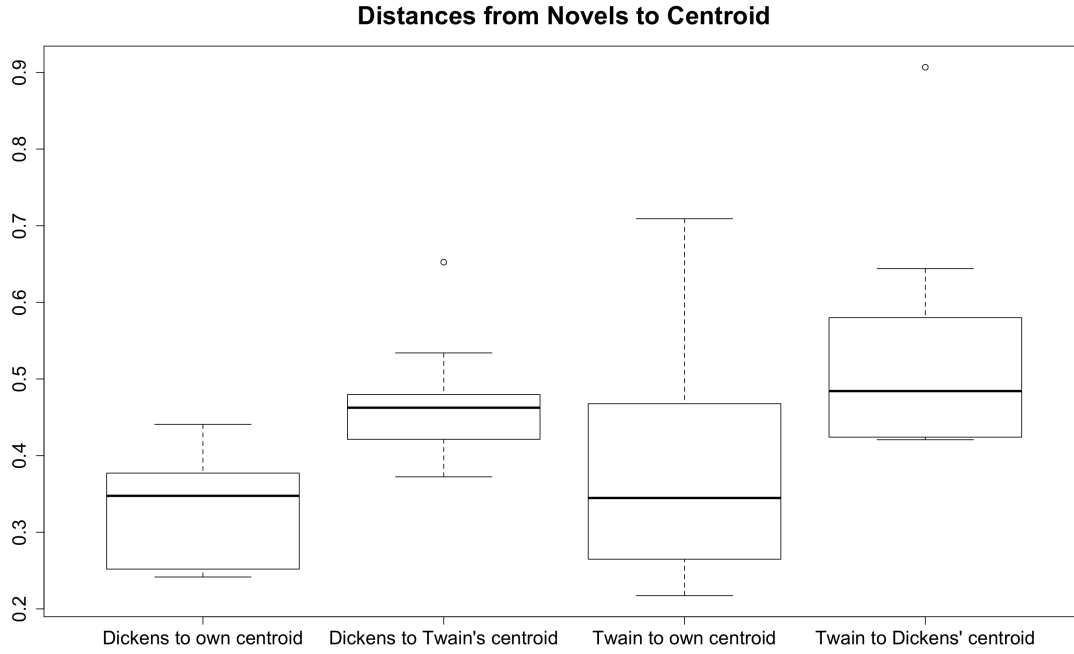 Distances from Novels to Centroid
0.9
0.8
0.7
0.6
0.5
0.4
0.3
0.2
Dickens to own centroid
Dickens to Twain's centroid
Twain to own centroid
Twain to Dickens' centroid